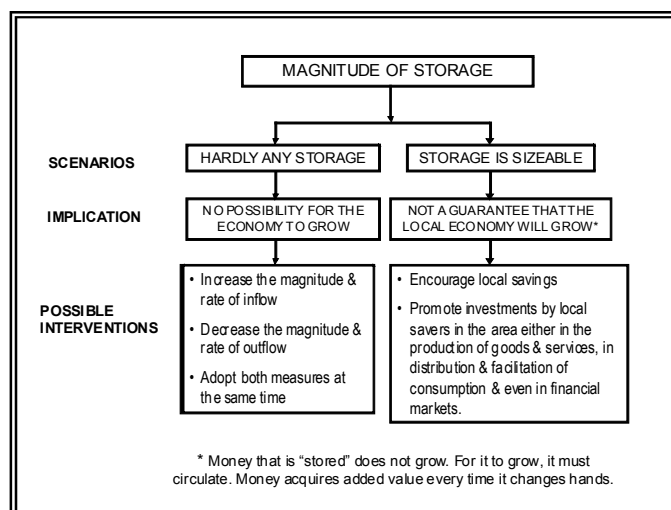 MAGNITUDE OF STORAGE
SCENARIOS
HARDLY ANY STORAGE
STORAGE IS SIZEABLE
IMPLICATION
NO POSSIBILITY FOR THE
ECONOMY TO GROW
NOT A GUARANTEE THAT THE
LOCAL ECONOMY WILL GROW*
POSSIBLE
INTERVENTIONS
• Increase the magnitude &
rate of inflow
• Decrease the magnitude &
rate of outflow
• Adopt both measures at
the same time
• Encourage local savings
• Promote investments by local
savers in the area either in the
production of goods & services, in
distribution & facilitation of
consumption & even in financial
markets.
* Money that is “stored” does not grow. For it to grow, it must
circulate. Money acquires added value every time it changes hands.